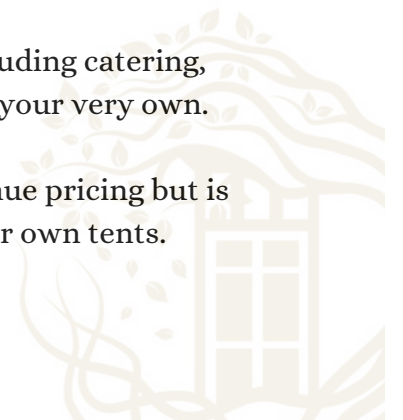 uding catering,
your very own.
ue pricing but is
r own tents.